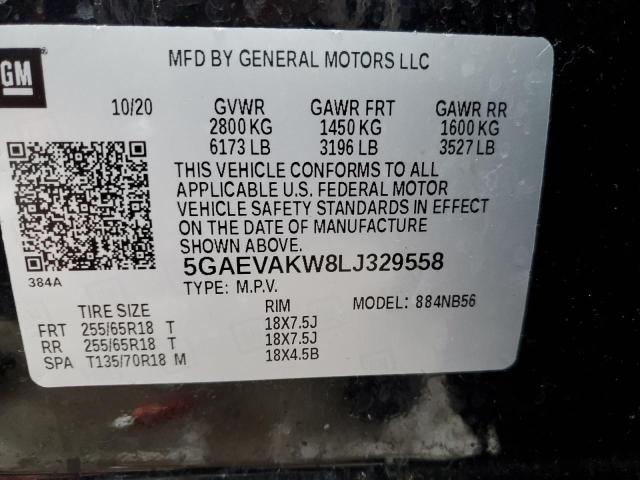 GM
MFD BY GENERAL MOTORS LLC
10/20 GVWR GAWR FRT GAWR RR
2800 KG 1450 KG 1600 KG
6173 LB 3196 LB 3527 LB
THIS VEHICLE CONFORMS TO ALL
APPLICABLE U.S. FEDERAL MOTOR
VEHICLE SAFETY STANDARDS IN EFFECT
ON THE DATE OF MANUFACTURE
SHOWN ABOVE.
5GAEVAKW8LJ329558
384A
TYPE: M.P.V. MODEL: 884NB56
TIRE SIZE RIM
FRT 255/65R18 T 18X7.5J
RR 255/65R18 T 18X7.5J
SPA T135/70R18 M 18X4.5B